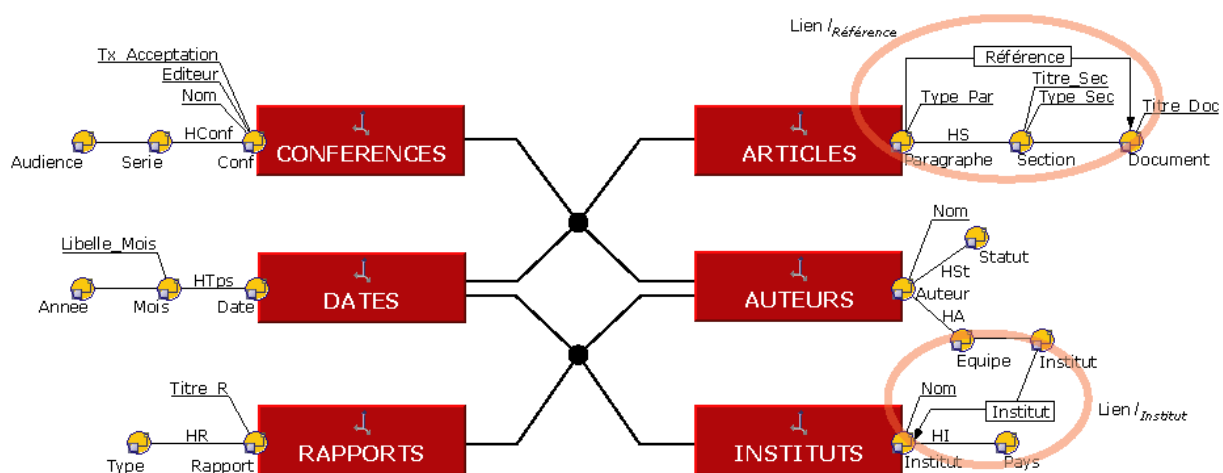 Lien l Référence
Tx_Acceptation
Editeur
Nom
HConf
Audience
Serie
Conf
CONFERENCES
ARTICLES
Référence
Titre_Sec
Type_Par
Type_Sec
Titre_Doc
HS
Paragraphe
Section
Document
Libelle_Mois
HTps
Annee
Mois
Date
DATES
AUTEURS
Nom
Statut
HSt
Auteur
HA
Equipe
Institut
Titre_R
HR
Type
Rapport
RAPPORTS
INSTITUTS
Nom
Institut
Lien l Institut
HI
Institut
Pays